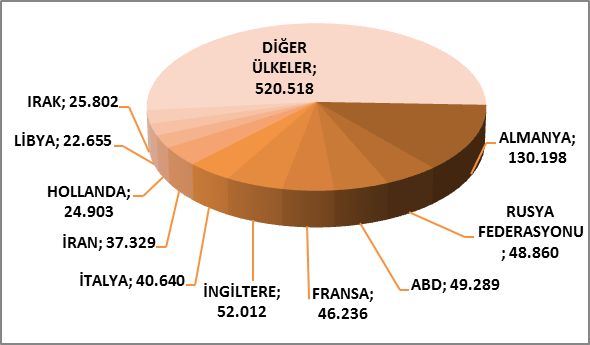 DİĞER
ÜLKELER;
520.518
ALMANYA;
130.198
RUSYA
FEDERASYONU
; 48.860
ABD; 49.289
FRANSA;
46.236
İNGİLTERE;
52.012
İTALYA; 40.640
İRAN; 37.329
HOLLANDA;
24.903
LİBYA; 22.655
IRAK; 25.802